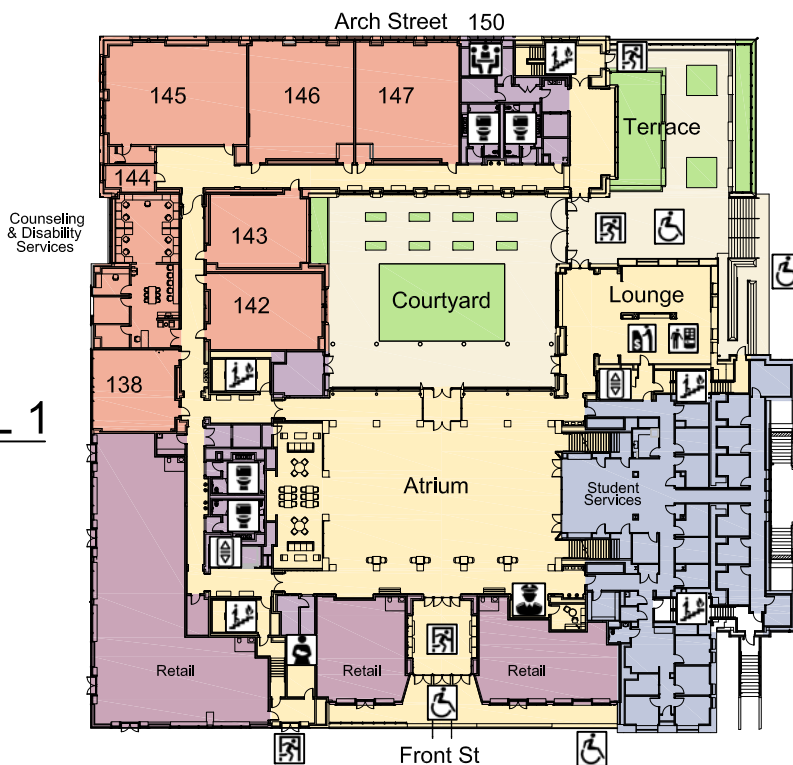 Arch Street 150
145
146
147
Terrace
144
Counseling
& Disability
Services
143
142
Courtyard
Lounge
138
L 1
Atrium
Student
Services
Retail
Retail
Retail
Front St